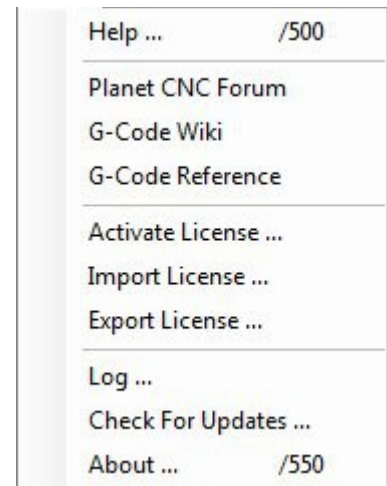 Help ... /500
Planet CNC Forum
G-Code Wiki
G-Code Reference
Activate License ...
Import License ...
Export License ...
Log ...
Check For Updates ...
About ... /550